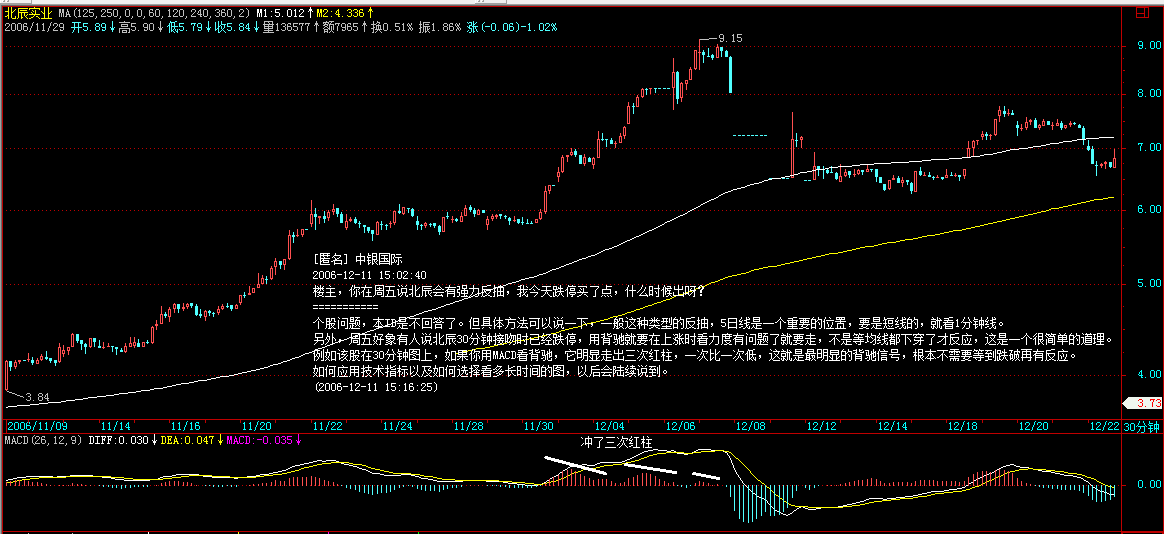 北辰实业 MA(125,250,0,0,60,120,240,360,2) M1:5.012↑M2:4.336↑
2006/11/29 开5.89↓高5.90↓低5.79↓收5.84↓量136577↑额7965↑换0.51% 振1.86% 涨(-0.06)-1.02%
日
9.15
9.00
8.00
7.00
6.00
[匿名] 中银国际
2006-12-11 15:02:40
5.00
楼主，你在周五说北辰会有强力反抽，我今天跌停买了点，什么时候出呀？
===========
个股问题，本ID是不回答了。但具体方法可以说一下，一般这种类型的反抽，5日线是一个重要的位置，要是短线的，就看1分钟线。
另外，周五好象有人说北辰30分钟接吻时已经跌停，用背驰就要在上涨时看力度有问题了就要走，不是等均线都下穿了才反应，这是一个很简单的道理。
例如该股在30分钟图上，如果你用MACD看背驰，它明显走出三次红柱，一次比一次低，这就是最明显的背驰信号，根本不需要等到跌破再有反应。
如何应用技术指标以及如何选择看多长时间的图，以后会陆续说到。
(2006-12-11 15:16:25)
4.00
3.84
3.73
2006/11/09 11/14 11/16 11/20 11/22 11/24 11/28 11/30 12/04 12/06 12/08 12/12 12/14 12/18 12/20 12/22 30分钟
MACD(26,12,9) DIFF:0.030↓DEA:0.047↓MACD:-0.035↓
冲了三次红柱
0.00